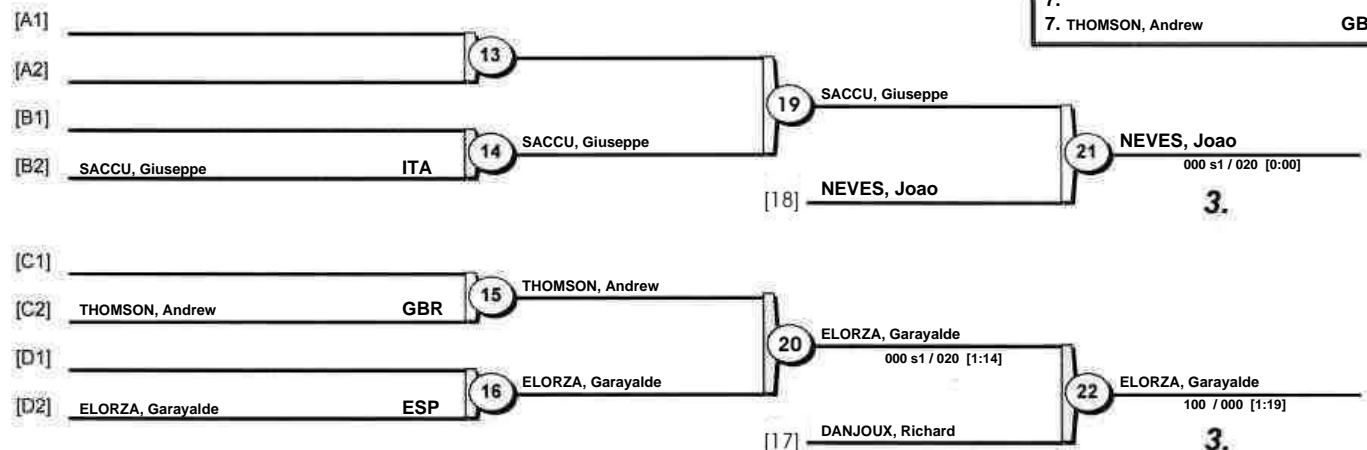 7.
7. THOMSON, Andrew GB
[A1]
13
[A2]
19 SACCU, Giuseppe
[B1]
14 SACCU, Giuseppe
21 NEVES, Joao
000 s1 / 020 [0:00]
[B2] SACCU, Giuseppe ITA
[18] NEVES, Joao
3.
[C1]
15 THOMSON, Andrew
[C2] THOMSON, Andrew GBR
20 ELORZA, Garayalde
000 s1 / 020 [1:14]
[D1]
16 ELORZA, Garayalde
22 ELORZA, Garayalde
100 / 000 [1:19]
[D2] ELORZA, Garayalde ESP
[17] DANJOUX, Richard
3.